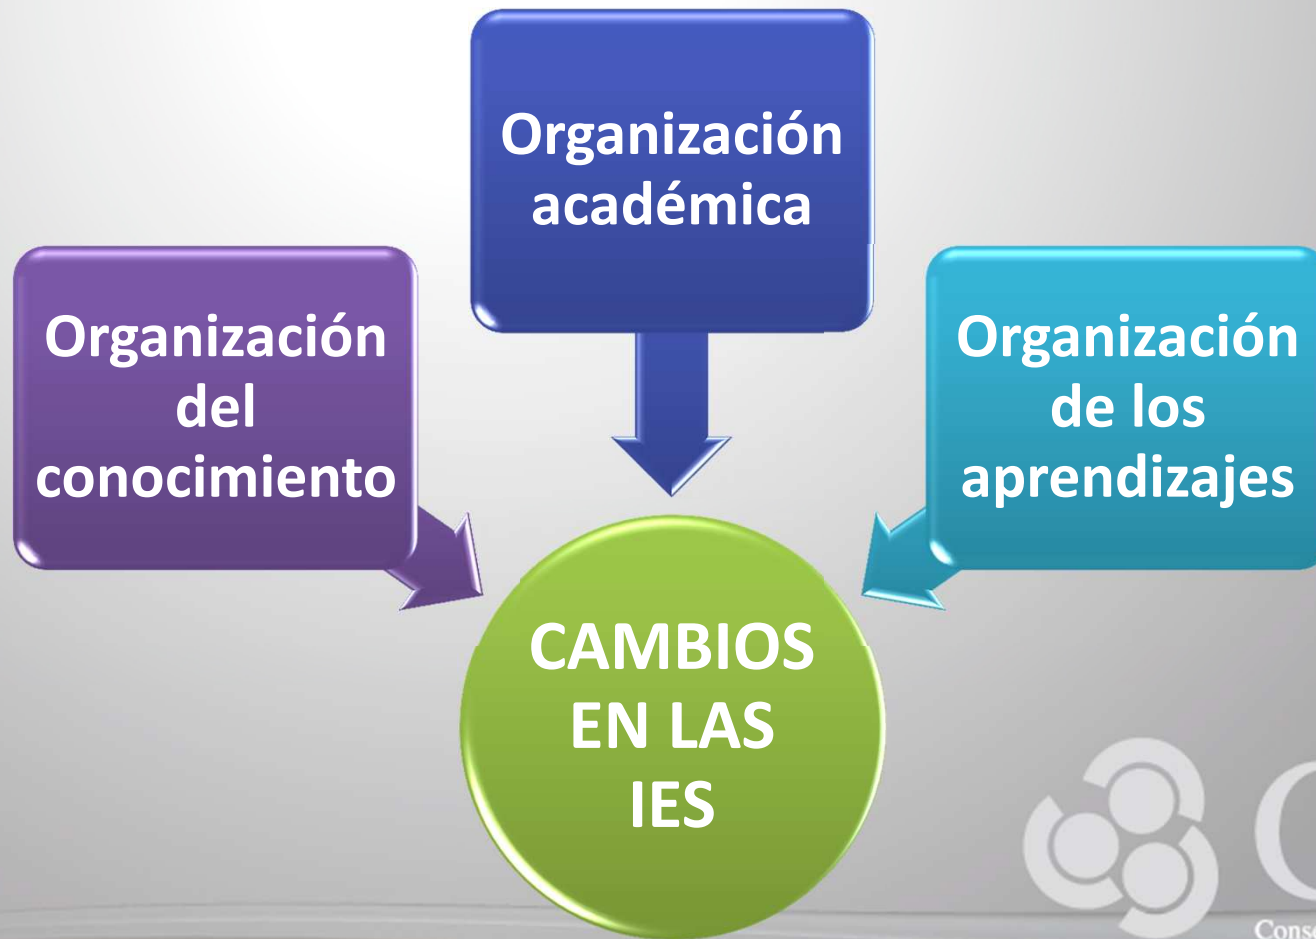 Organización
académica
Organización
del
conocimiento
Organización
de los
aprendizajes
CAMBIOS
EN LAS
IES